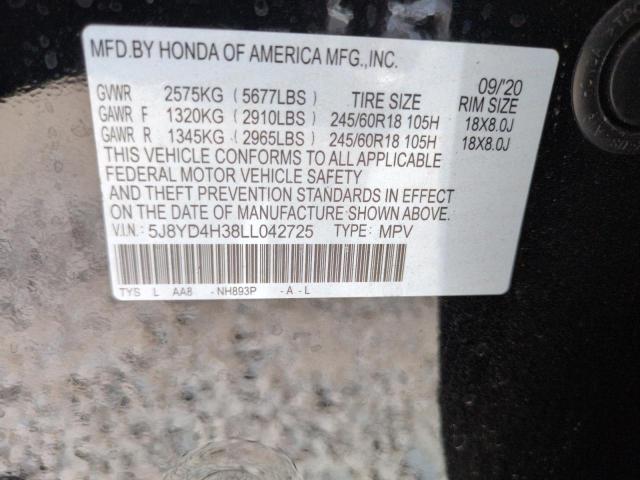 MFD.BY HONDA OF AMERICA MFG.,INC.
09/'20
GVWR 2575KG (5677LBS) TIRE SIZE RIM SIZE
GAWR F 1320KG (2910LBS) 245/60R18 105H 18X8.0J
GAWR R 1345KG (2965LBS) 245/60R18 105H 18X8.0J
THIS VEHICLE CONFORMS TO ALL APPLICABLE
FEDERAL MOTOR VEHICLE SAFETY
AND THEFT PREVENTION STANDARDS IN EFFECT
ON THE DATE OF MANUFACTURE SHOWN ABOVE.
V.I.N: 5J8YD4H38LL042725 TYPE: MPV
TYS L AA8 -NH893P -A-L